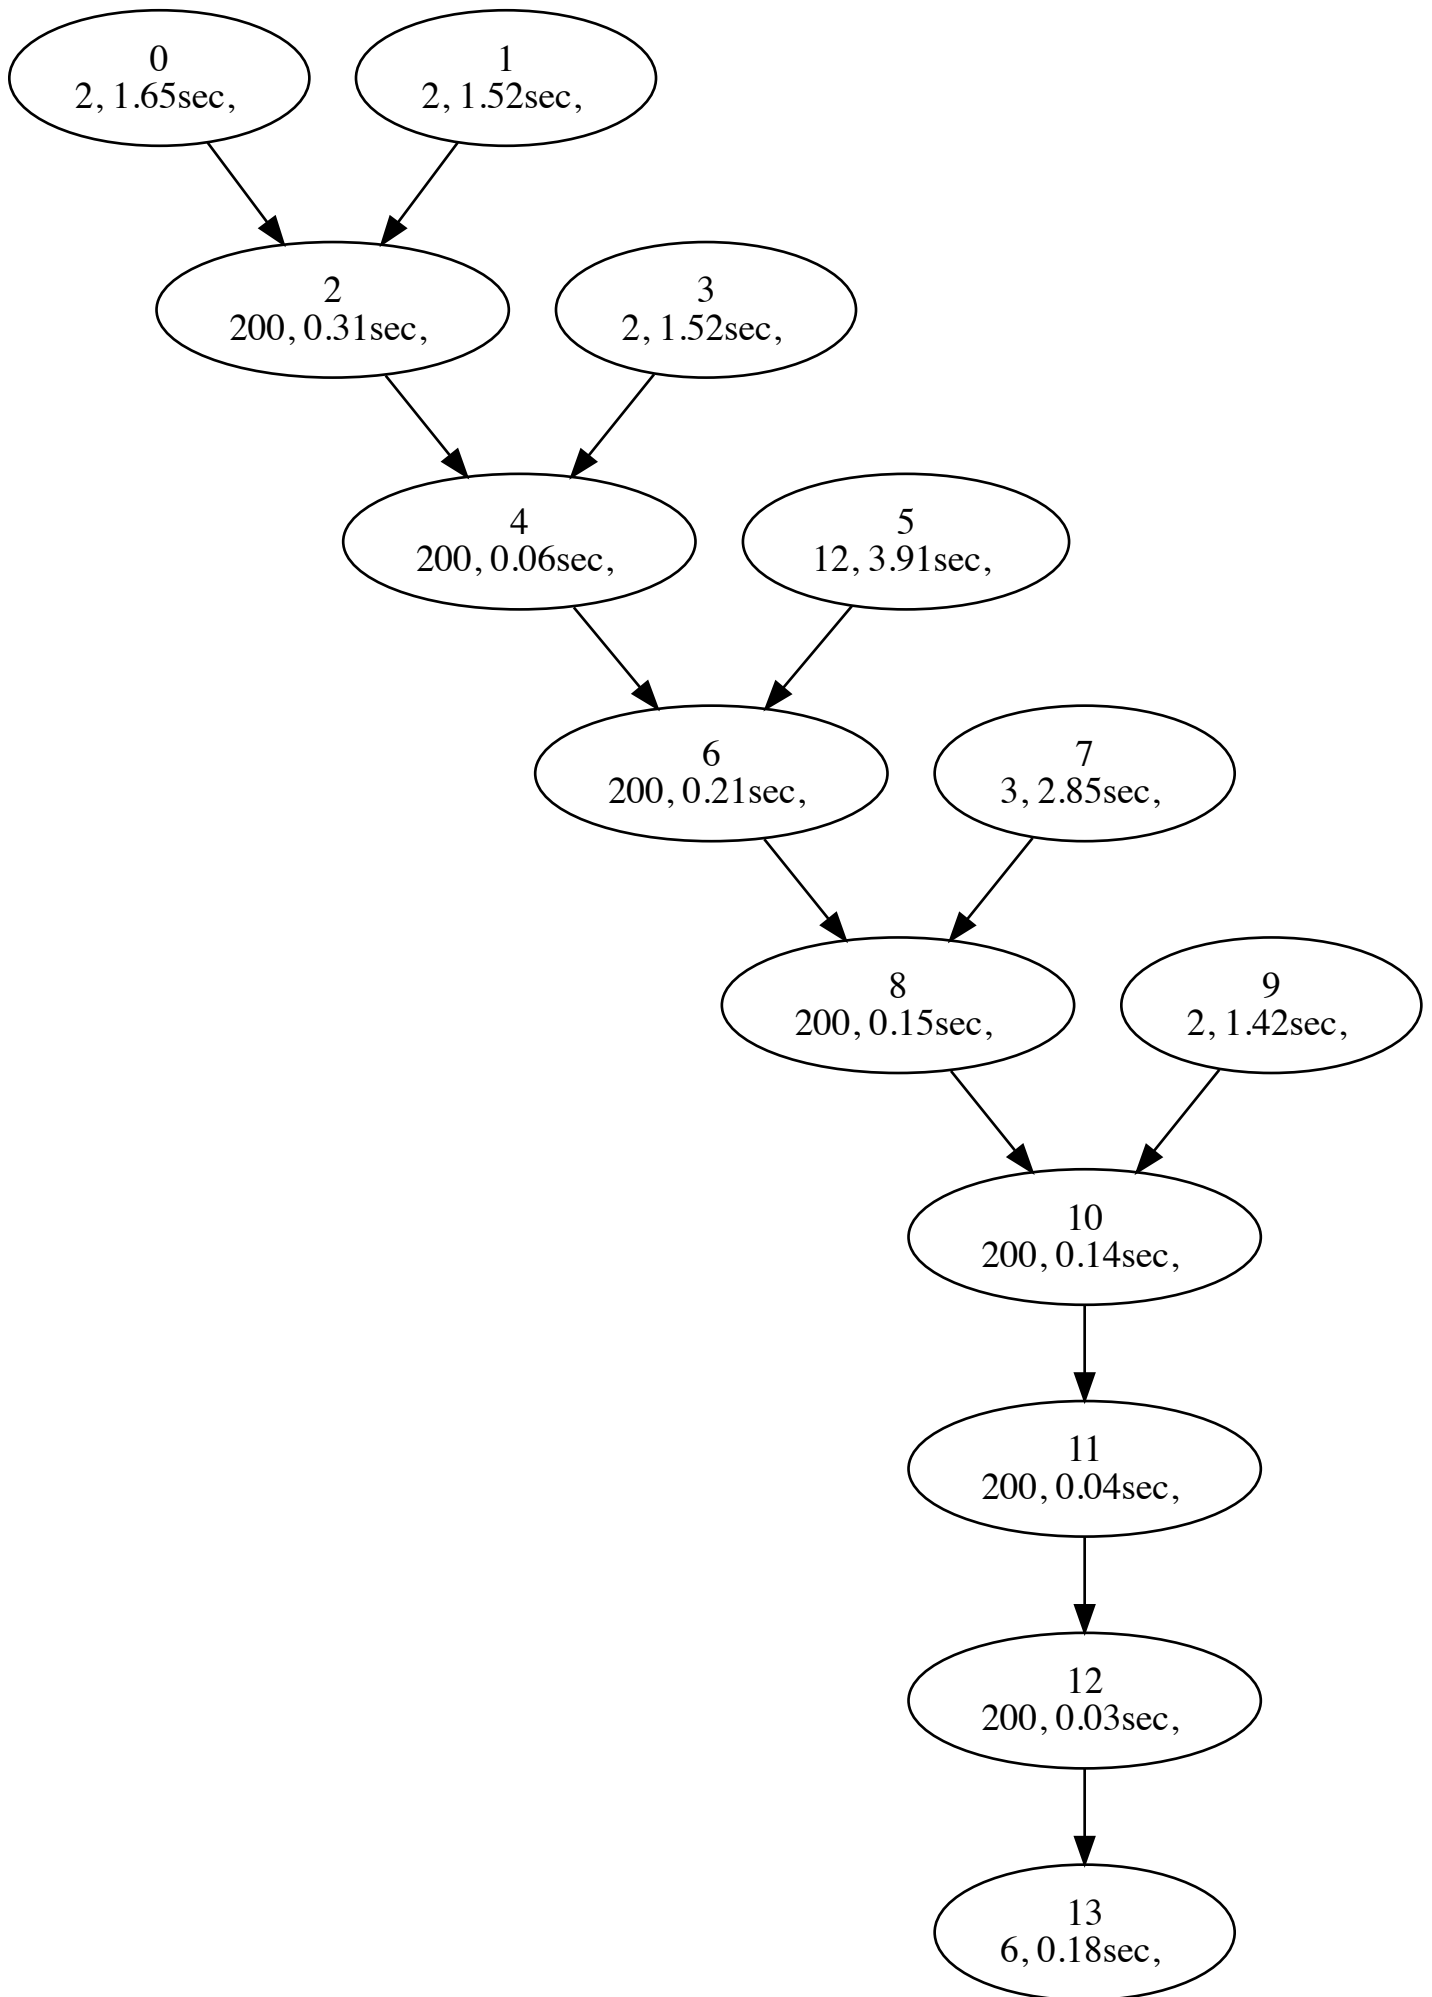 0
2, 1.65sec,
1
2, 1.52sec,
2
200, 0.31sec,
3
2, 1.52sec,
4
200, 0.06sec,
5
12, 3.91sec,
6
200, 0.21sec,
7
3, 2.85sec,
8
200, 0.15sec,
9
2, 1.42sec,
10
200, 0.14sec,
11
200, 0.04sec,
12
200, 0.03sec,
13
6, 0.18sec,